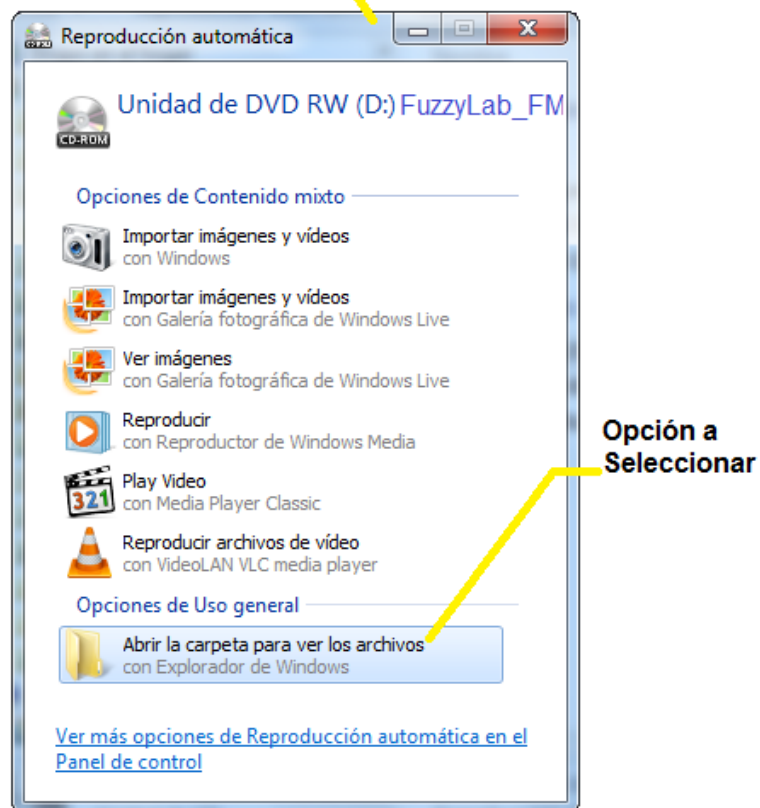 Reproducción automática
Unidad de DVD RW (D:) FuzzyLab_FM
CD-ROM
Opciones de Contenido mixto
Importar imágenes y vídeos
con Windows
Importar imágenes y vídeos
con Galería fotográfica de Windows Live
Ver imágenes
con Galería fotográfica de Windows Live
Reproducir
con Reproductor de Windows Media
Play Video
321
con Media Player Classic
Reproducir archivos de vídeo
con VideoLAN VLC media player
Opciones de Uso general
Abrir la carpeta para ver los archivos
con Explorador de Windows
Ver más opciones de Reproducción automática en el
Panel de control
Opción a
Seleccionar